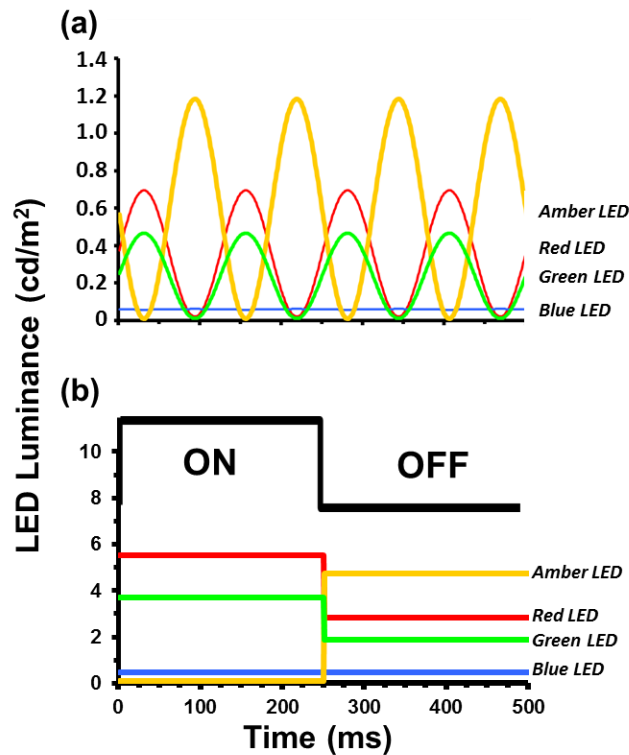 (a)
1.4
1.2
1.0
0.8
0.6
0.4
0.2
0
Amber LED
Red LED
Green LED
Blue LED
LED Luminance (cd/m²)
(b)
10
8
6
4
2
0
ON OFF
Amber LED
Red LED
Green LED
Blue LED
0 100 200 300 400 500
Time (ms)